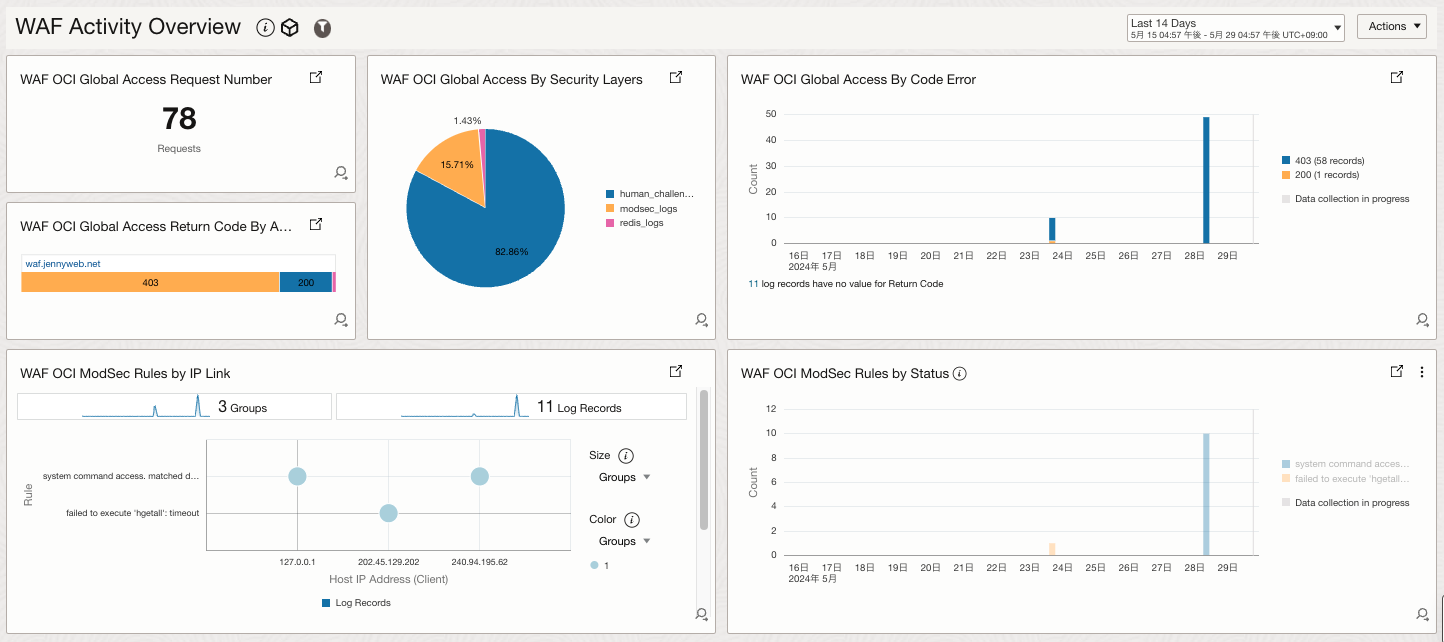 WAF Activity Overview
Last 14 Days
5月 15 04:57 午後 - 5月 29 04:57 午後 UTC+09:00
Actions
WAF OCI Global Access Request Number
78
Requests
WAF OCI Global Access Return Code By A...
waf.jennyweb.net
403
200
WAF OCI Global Access By Security Layers
1.43%
15.71%
82.86%
human_challen...
modsec_logs
redis_logs
WAF OCI Global Access By Code Error
Count
50
40
30
20
10
0
16日 17日 18日 19日 20日 21日 22日 23日 24日 25日 26日 27日 28日 29日
2024年 5月
403 (58 records)
200 (1 records)
Data collection in progress
11 log records have no value for Return Code
WAF OCI ModSec Rules by IP Link
3 Groups
11 Log Records
Rule
system command access. matched d...
failed to execute 'hgetall': timeout
127.0.0.1 202.45.129.202 240.94.195.62
Host IP Address (Client)
Log Records
Size
Groups
Color
Groups
1
WAF OCI ModSec Rules by Status
Count
12
10
8
6
4
2
0
16日 17日 18日 19日 20日 21日 22日 23日 24日 25日 26日 27日 28日 29日
2024年 5月
system command acces...
failed to execute 'hgetall...
Data collection in progress